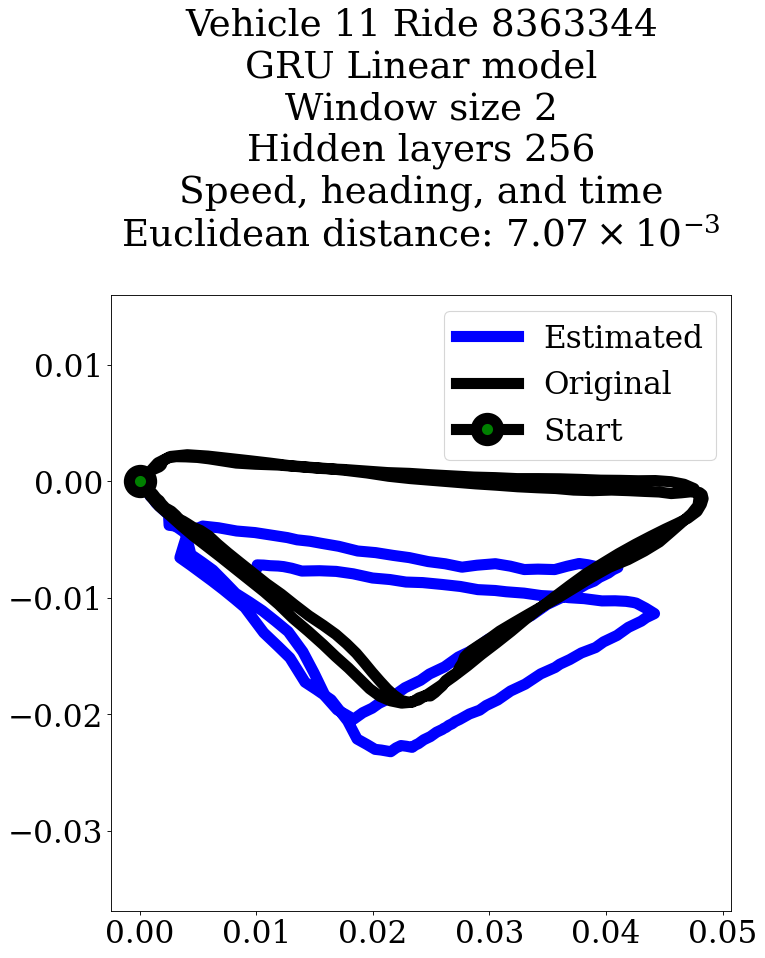 Vehicle 11 Ride 8363344
GRU Linear model
Window size 2
Hidden layers 256
Speed, heading, and time
Euclidean distance: 7.07 × 10⁻³
Estimated
Original
Start
0.01
0.00
−0.01
−0.02
−0.03
0.00 0.01 0.02 0.03 0.04 0.05